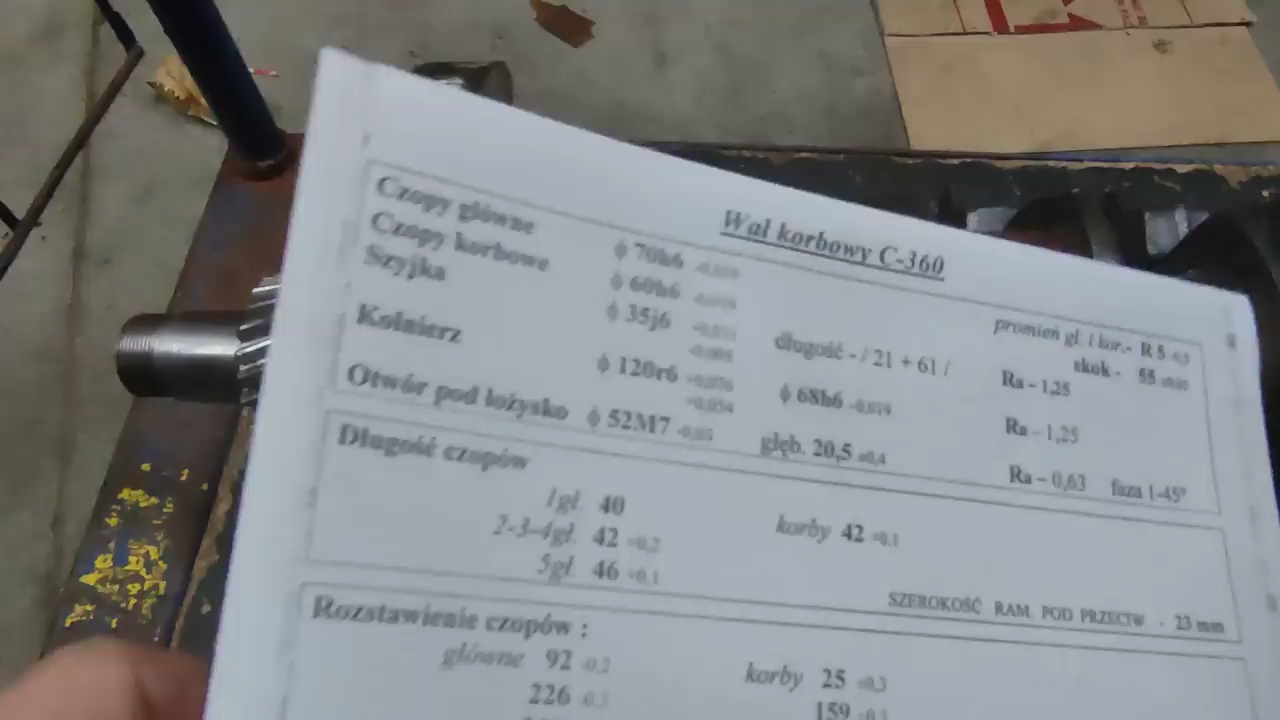 Wał korbowy C-360
Czopy główne ϕ 70h6 promień gł. i kor.- R 5
Czopy korbowe ϕ 60h6 skok - 55
Szyjka ϕ 35j6 długość - / 21 + 61 / Ra - 1,25
Kołnierz ϕ 120r6 ϕ 68h6 -0,019 Ra - 1,25
Otwór pod łożysko ϕ 52M7 głęb. 20,5 Ra - 0,63 faza 1-45°
Długość czopów
1gł. 40 korby 42
2-3-4gł. 42
5gł. 46
SZEROKOŚĆ RAM. POD PRZECTW - 23 mm
Rozstawienie czopów :
główne 92 korby 25
226 159